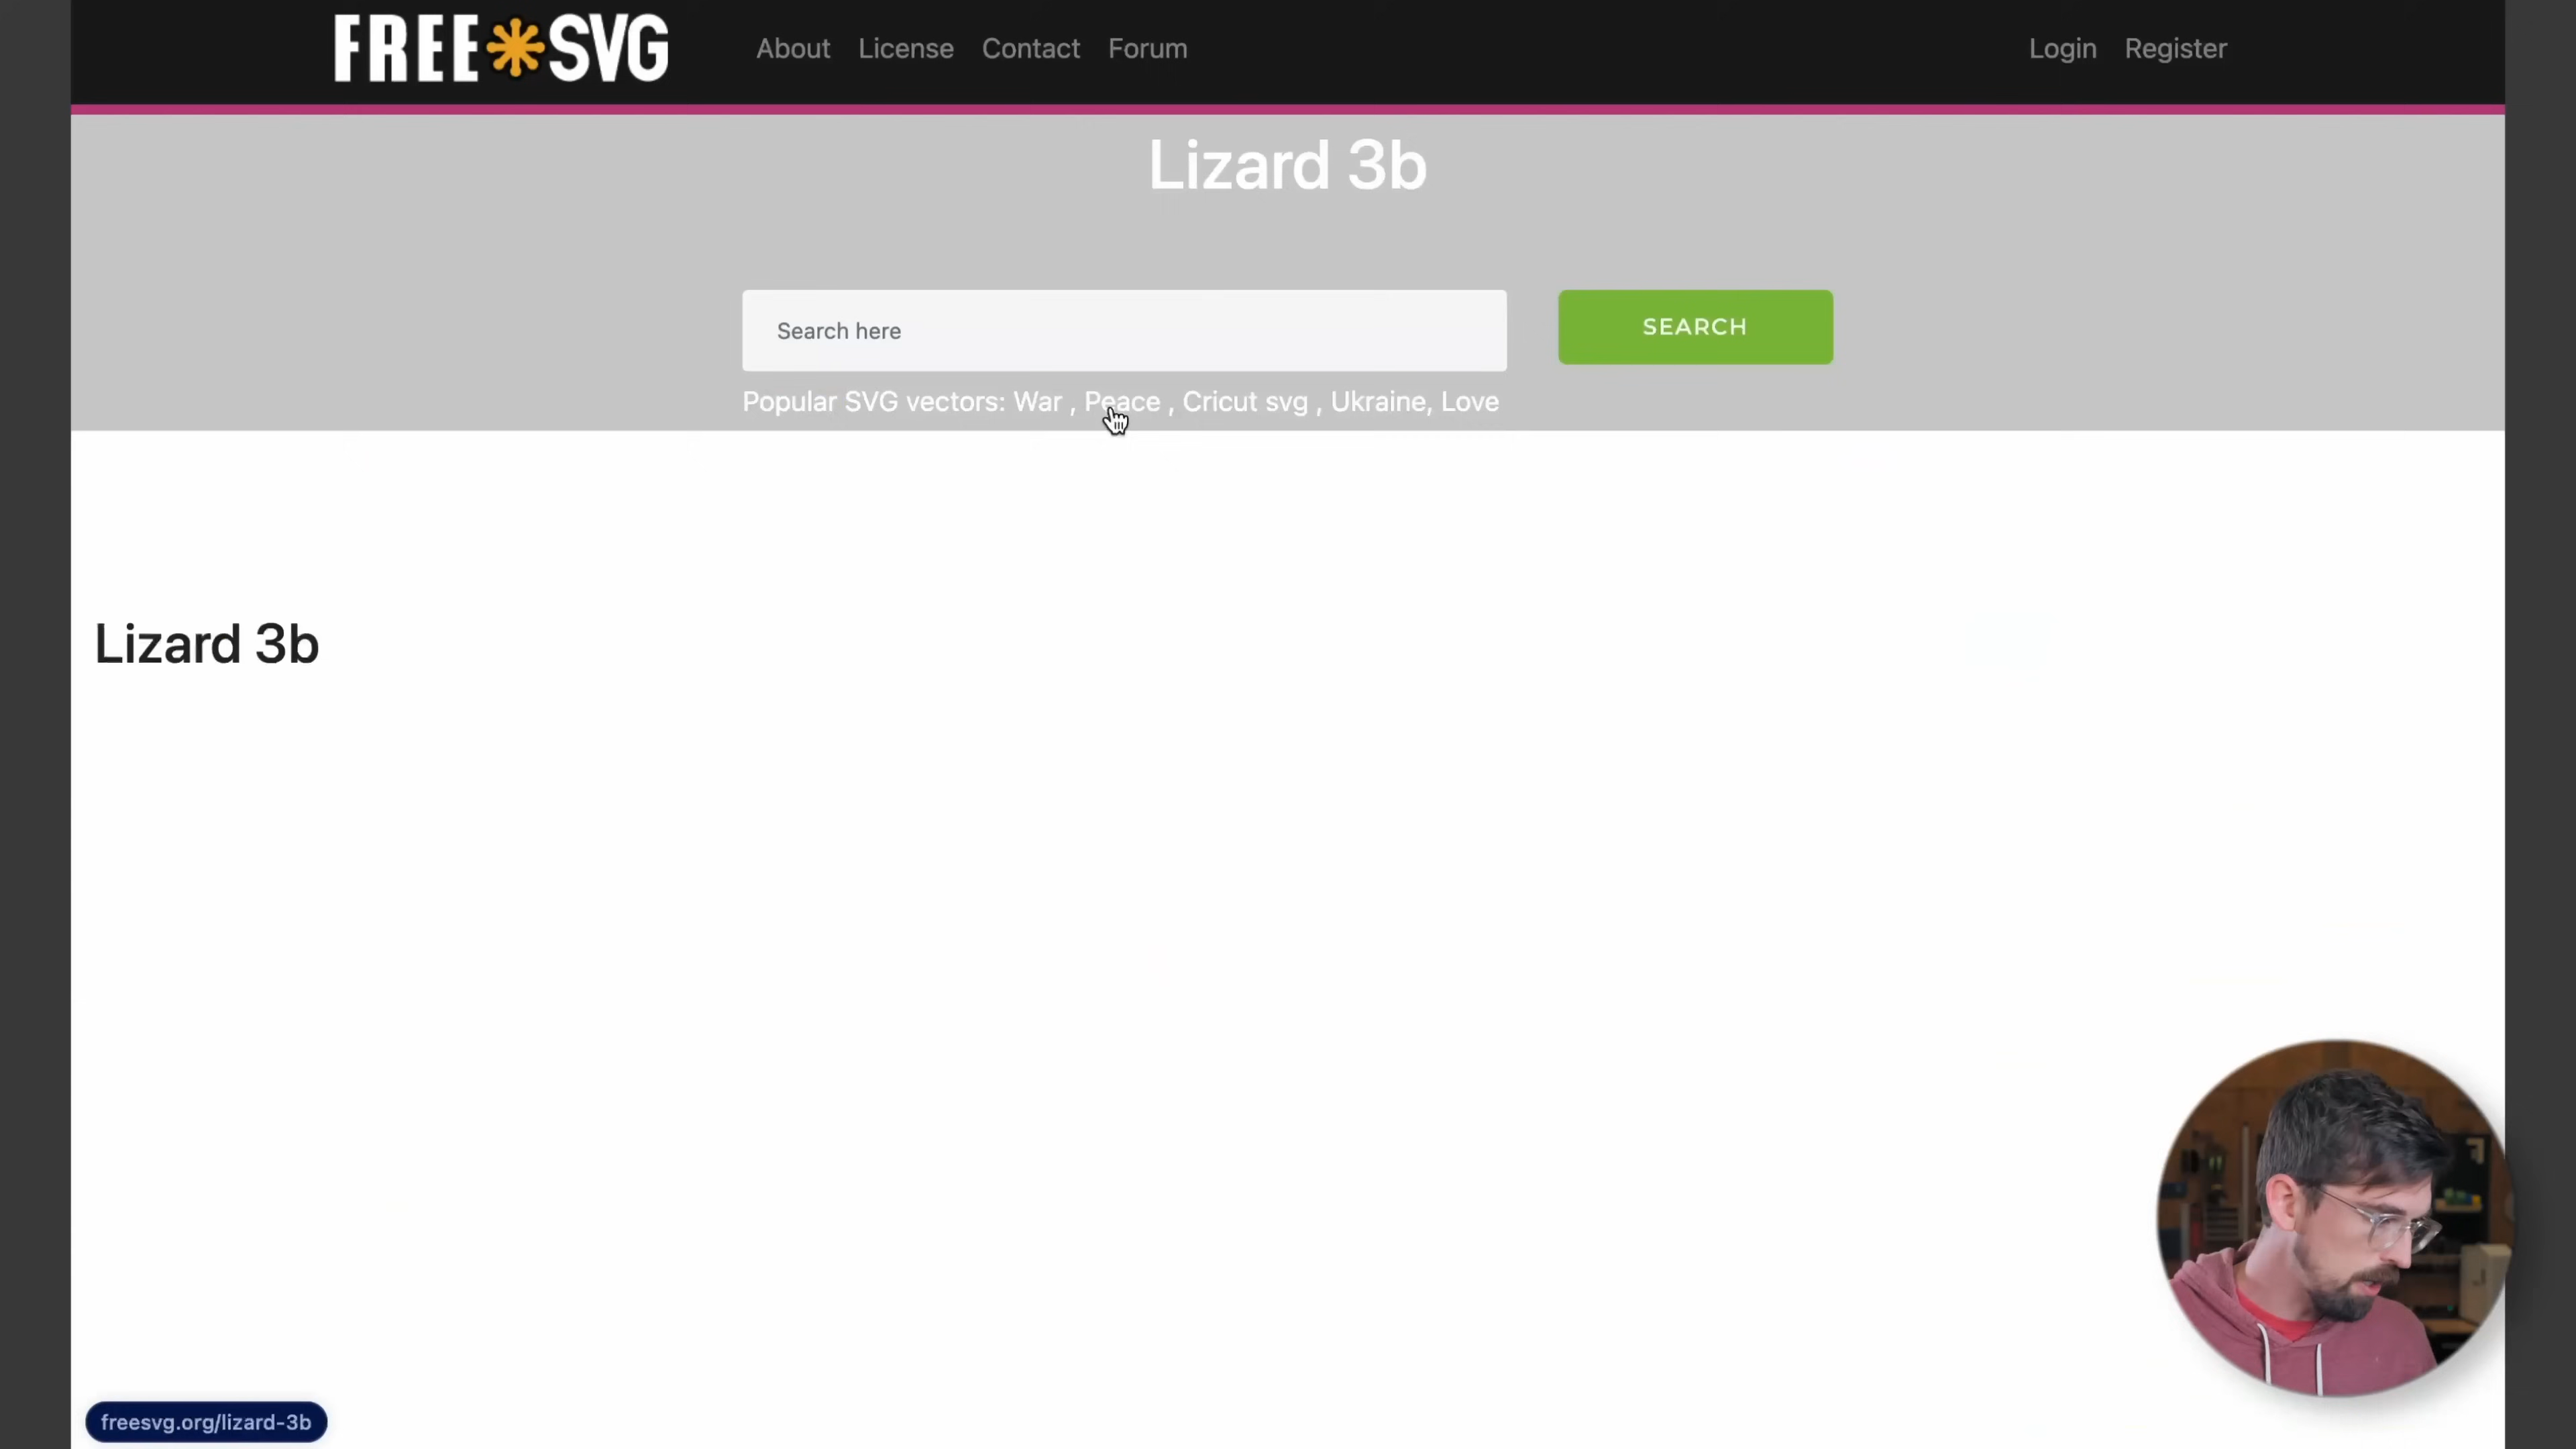 FREE SVG About License Contact Forum Login Register
Lizard 3b
Search here SEARCH
Popular SVG vectors: War , Peace , Cricut svg , Ukraine, Love
Lizard 3b
freesvg.org/lizard-3b